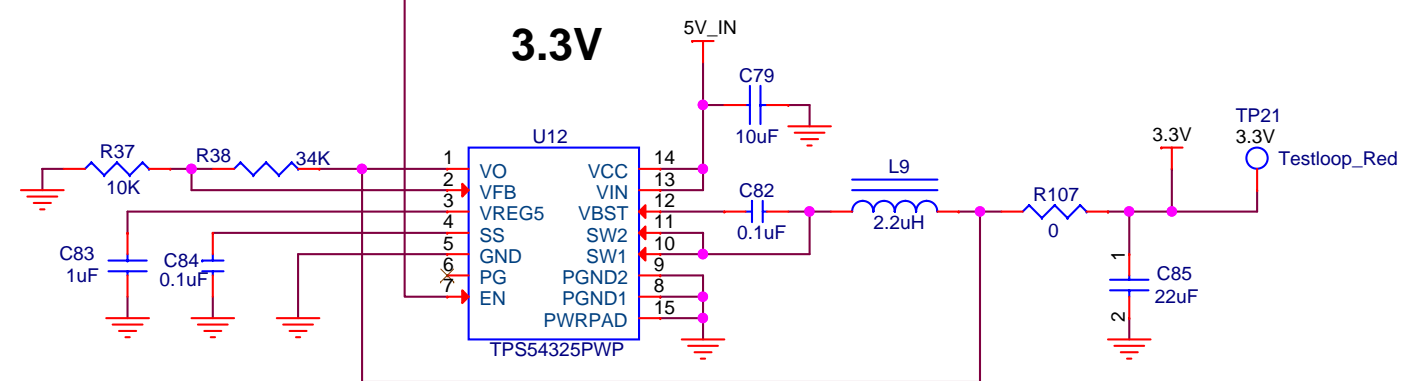 3.3V
5V_IN
C79
10uF
TP21
3.3V
Testloop_Red
3.3V
U12
R37
10K
R38
34K
1 VO
2 VFB
3 VREG5
4 SS
5 GND
6 PG
7 EN
VCC 14
VIN 13
VBST 12
SW2 11
SW1 10
PGND2 9
PGND1 8
PWRPAD 15
TPS54325PWP
C82
0.1uF
L9
2.2uH
R107
0
C83
1uF
C84
0.1uF
1
C85
22uF
2